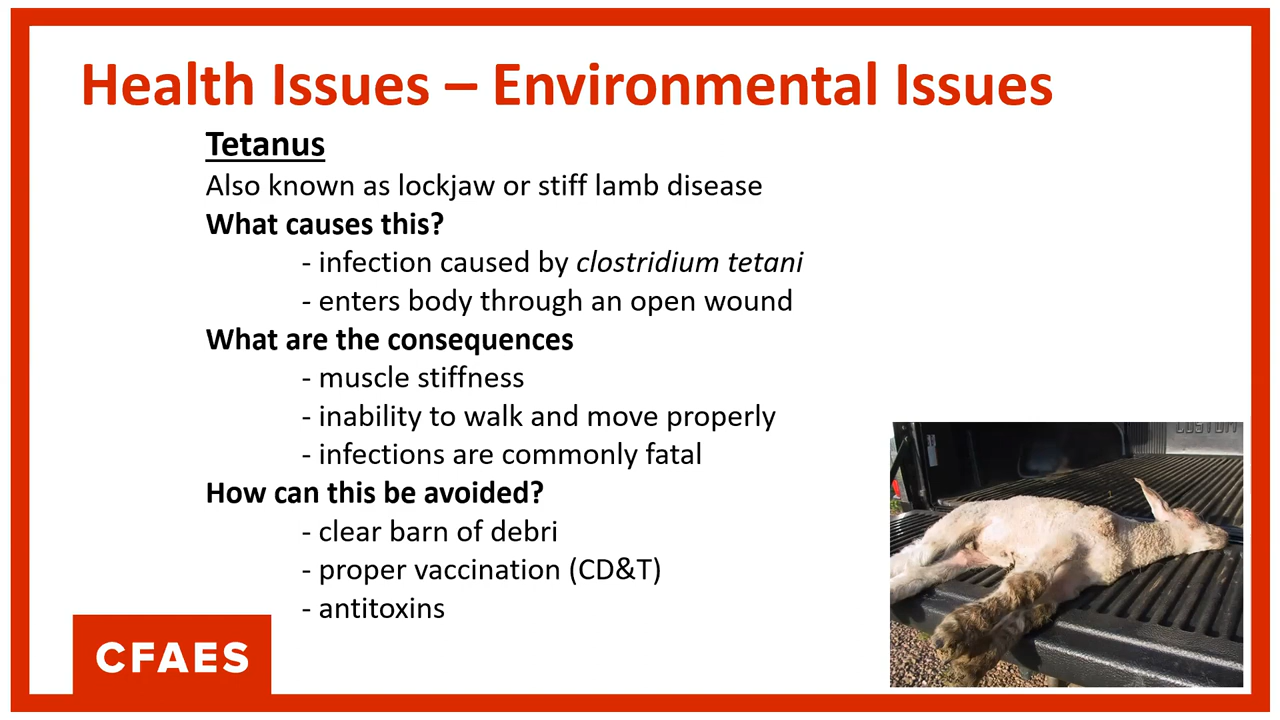 Health Issues – Environmental Issues
Tetanus
Also known as lockjaw or stiff lamb disease
What causes this?
- infection caused by clostridium tetani
- enters body through an open wound
What are the consequences
- muscle stiffness
- inability to walk and move properly
- infections are commonly fatal
How can this be avoided?
- clear barn of debri
- proper vaccination (CD&T)
- antitoxins
CUSTOM
CFAES